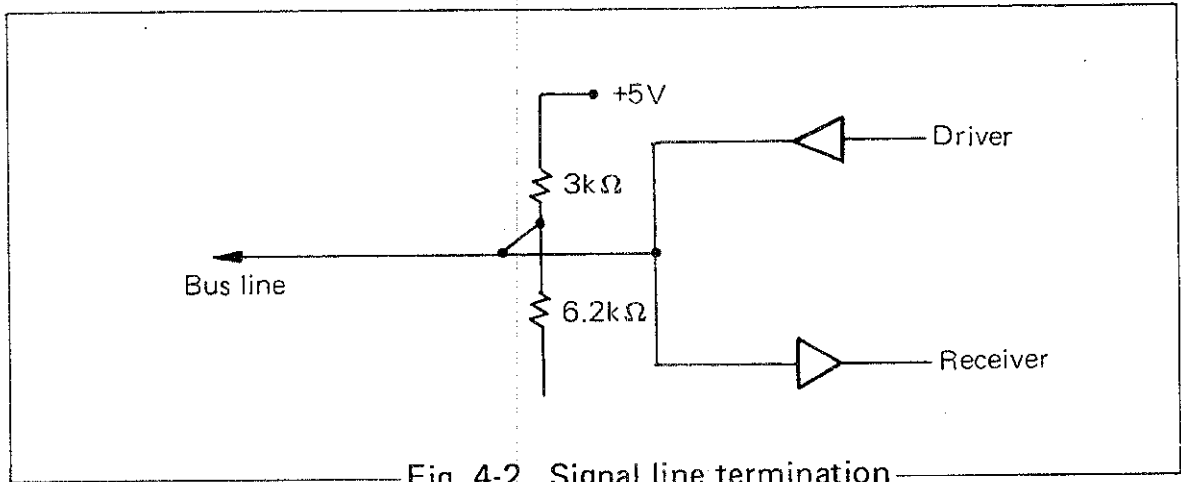 +5V
Driver
3kΩ
Bus line
6.2kΩ
Receiver
Fig. 4-2 Signal line termination